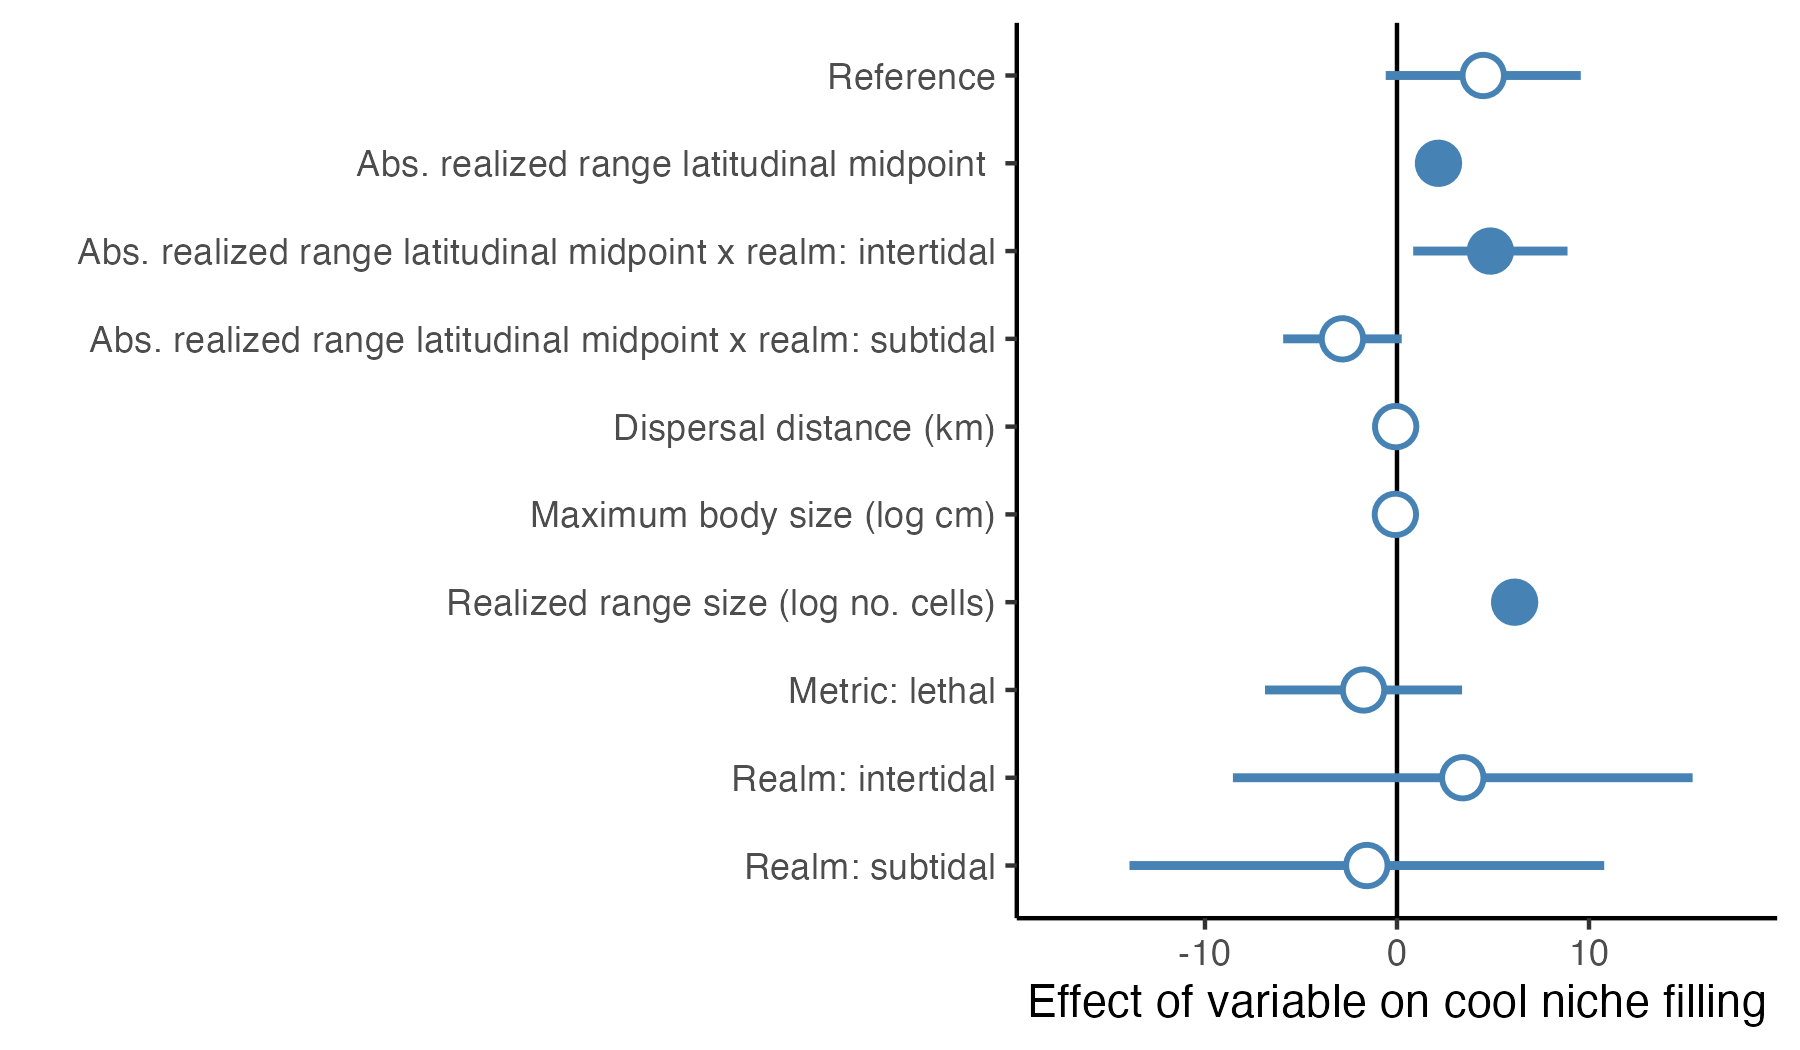 Reference
Abs. realized range latitudinal midpoint
Abs. realized range latitudinal midpoint x realm: intertidal
Abs. realized range latitudinal midpoint x realm: subtidal
Dispersal distance (km)
Maximum body size (log cm)
Realized range size (log no. cells)
Metric: lethal
Realm: intertidal
Realm: subtidal
-10 0 10
Effect of variable on cool niche filling